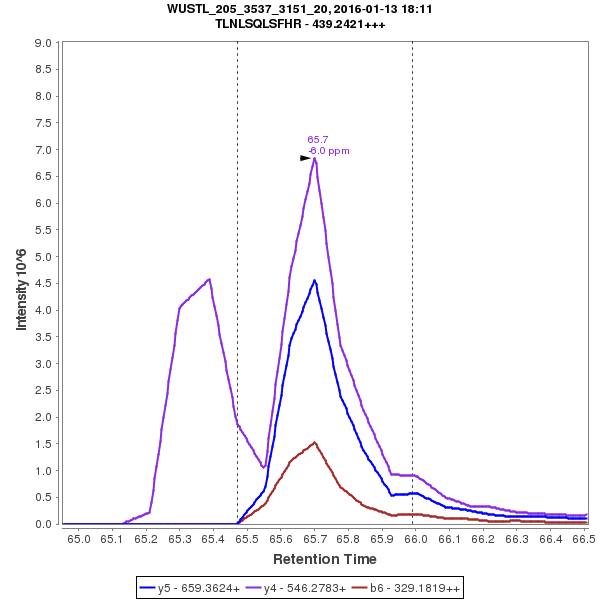 WUSTL_205_3537_3151_20, 2016-01-13 18:11
TLNLSQLSFHR - 439.2421+++
9.0
8.5
8.0
7.5
7.0
6.5
6.0
5.5
5.0
4.5
4.0
3.5
3.0
2.5
2.0
1.5
1.0
0.5
0.0
Intensity 10^6
65.7
-6.0 ppm
65.0 65.1 65.2 65.3 65.4 65.5 65.6 65.7 65.8 65.9 66.0 66.1 66.2 66.3 66.4 66.5
Retention Time
y5 - 659.3624+ y4 - 546.2783+ b6 - 329.1819++